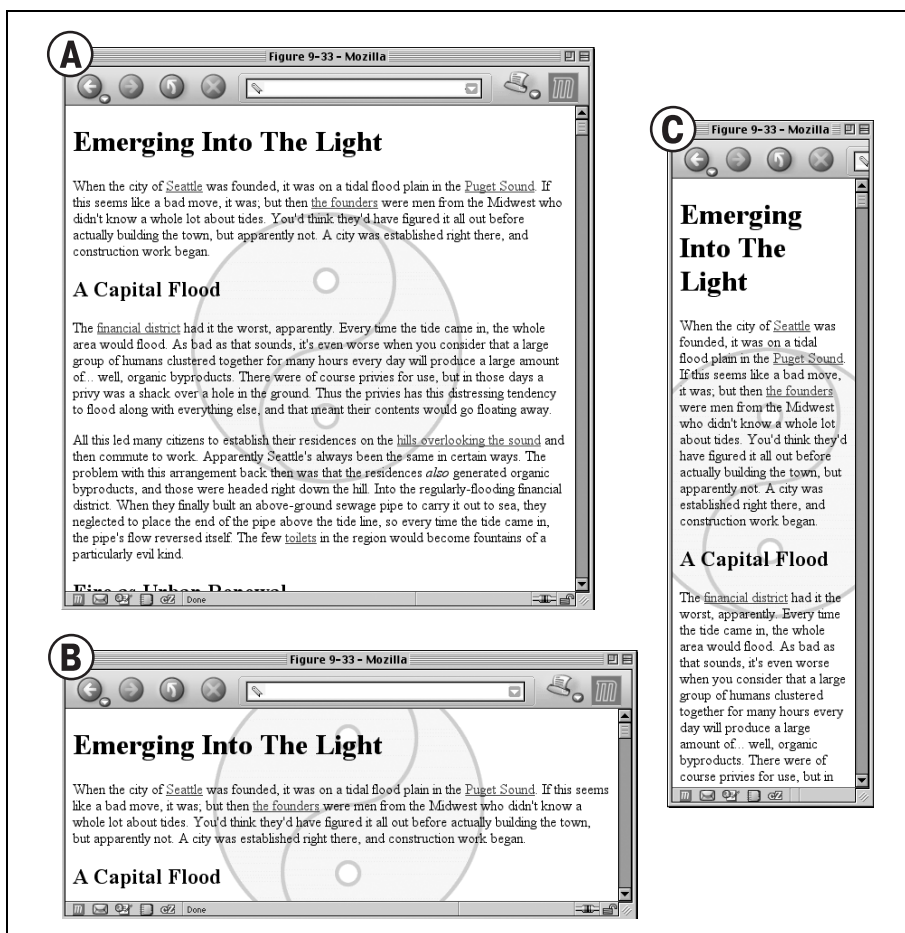 A
Figure 9-33 - Mozilla
Emerging Into The Light
When the city of Seattle was founded, it was on a tidal flood plain in the Puget Sound. If
this seems like a bad move, it was; but then the founders were men from the Midwest who
didn't know a whole lot about tides. You'd think they'd have figured it all out before
actually building the town, but apparently not. A city was established right there, and
construction work began.
A Capital Flood
The financial district had it the worst, apparently. Every time the tide came in, the whole
area would flood. As bad as that sounds, it's even worse when you consider that a large
group of humans clustered together for many hours every day will produce a large amount
of... well, organic byproducts. There were of course privies for use, but in those days a
privy was a shack over a hole in the ground. Thus the privies has this distressing tendency
to flood along with everything else, and that meant their contents would go floating away.
All this led many citizens to establish their residences on the hills overlooking the sound and
then commute to work. Apparently Seattle's always been the same in certain ways. The
problem with this arrangement back then was that the residences also generated organic
byproducts, and those were headed right down the hill. Into the regularly-flooding financial
district. When they finally built an above-ground sewage pipe to carry it out to sea, they
neglected to place the end of the pipe above the tide line, so every time the tide came in,
the pipe's flow reversed itself. The few toilets in the region would become fountains of a
particularly evil kind.
Fire as Urban Renewal
Done
B
Figure 9-33 - Mozilla
Emerging Into The Light
When the city of Seattle was founded, it was on a tidal flood plain in the Puget Sound. If this seems
like a bad move, it was; but then the founders were men from the Midwest who didn't know a
whole lot about tides. You'd think they'd have figured it all out before actually building the town,
but apparently not. A city was established right there, and construction work began.
A Capital Flood
Done
C
Figure 9-33 - Mozilla
Emerging
Into The
Light
When the city of Seattle was
founded, it was on a tidal
flood plain in the Puget Sound.
If this seems like a bad move,
it was; but then the founders
were men from the Midwest
who didn't know a whole lot
about tides. You'd think they'd
have figured it all out before
actually building the town, but
apparently not. A city was
established right there, and
construction work began.
A Capital Flood
The financial district had it the
worst, apparently. Every time
the tide came in, the whole
area would flood. As bad as
that sounds, it's even worse
when you consider that a large
group of humans clustered
together for many hours every
day will produce a large
amount of... well, organic
byproducts. There were of
course privies for use, but in